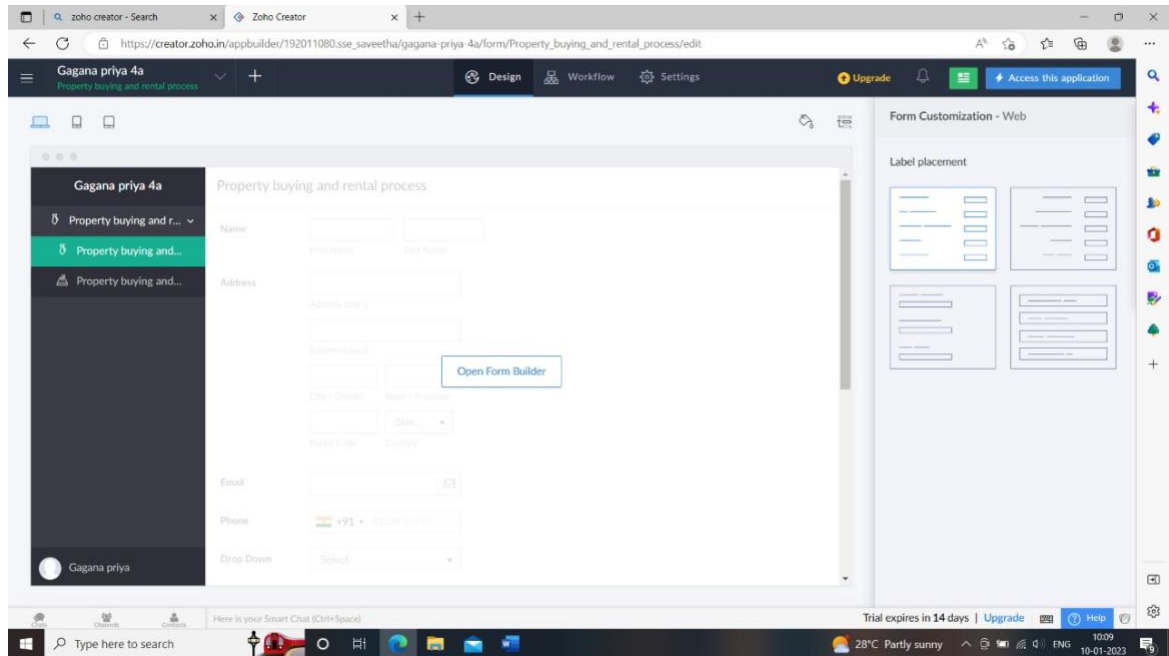 zoho creator - Search
Zoho Creator
https://creator.zoho.in/appbuilder/192011080.sse_saveetha/gagana-priya-4a/form/Property_buying_and_rental_process/edit
Gagana priya 4a
Property buying and rental process
Design
Workflow
Settings
Upgrade
Access this application
Form Customization - Web
Label placement
Gagana priya 4a
Property buying and r...
Property buying and...
Property buying and...
Gagana priya
Property buying and rental process
Name
First Name Last Name
Address
Address Line 1
City / District State / Province
Select
Postal Code Country
Open Form Builder
Email
Phone
+91
Drop Down
-Select-
Chats Channels Contacts
Here is your Smart Chat (Ctrl+Space)
Trial expires in 14 days | Upgrade
Help
Type here to search
28°C Partly sunny
ENG
10:09
10-01-2023